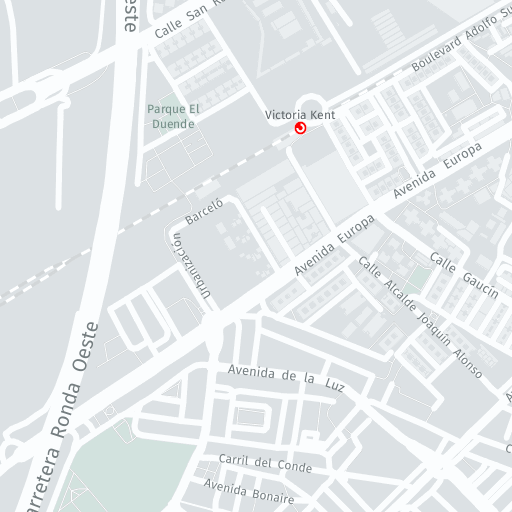 este
Calle San R
Boulevard Adolfo Su
Parque El
Duende
Victoria Kent
Avenida Europa
Barceló
Urbanización
Avenida Europa
Calle Gaucín
Calle Alcalde Joaquín Alonso
Carretera Ronda Oeste
Avenida de la Luz
Carril del Conde
Avenida Bonaire